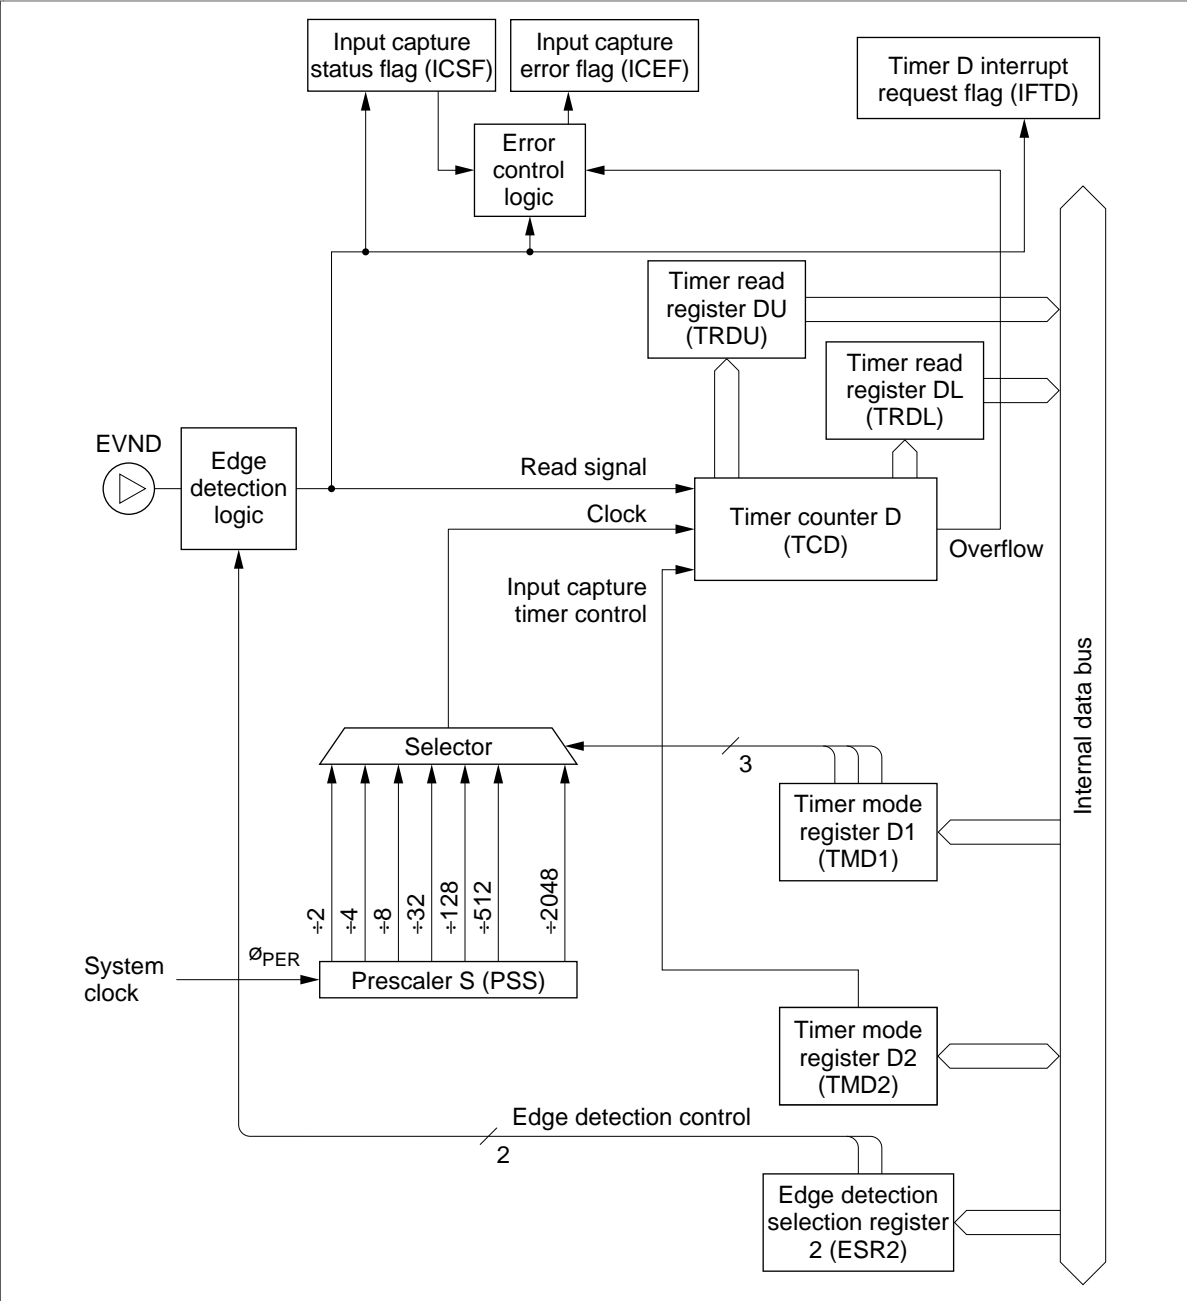 Input capture
status flag (ICSF)
Input capture
error flag (ICEF)
Timer D interrupt
request flag (IFTD)
Error
control
logic
Timer read
register DU
(TRDU)
Timer read
register DL
(TRDL)
EVND
Edge
detection
logic
Read signal
Clock
Timer counter D
(TCD)
Overflow
Input capture
timer control
Internal data bus
Selector
3
Timer mode
register D1
(TMD1)
÷2
÷4
÷8
÷32
÷128
÷512
÷2048
System
clock
øPER
Prescaler S (PSS)
Timer mode
register D2
(TMD2)
Edge detection control
2
Edge detection
selection register
2 (ESR2)